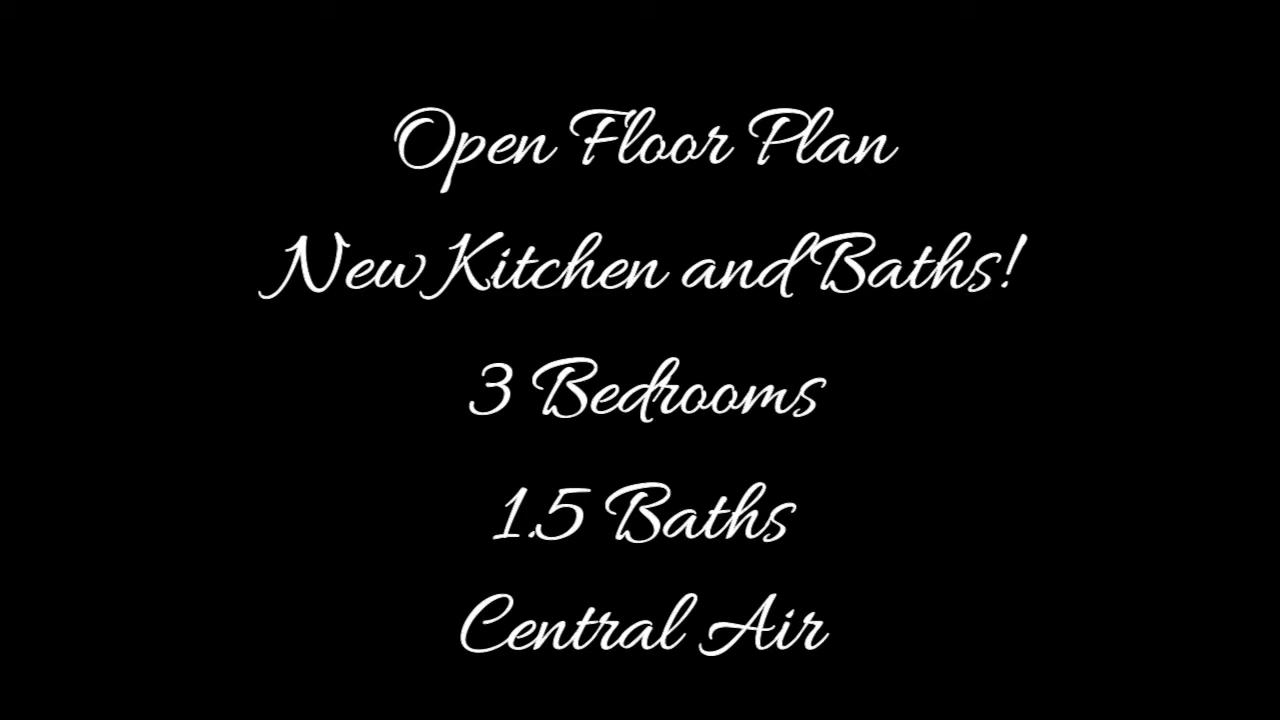 Open Floor Plan
New Kitchen and Baths!
3 Bedrooms
1.5 Baths
Central Air